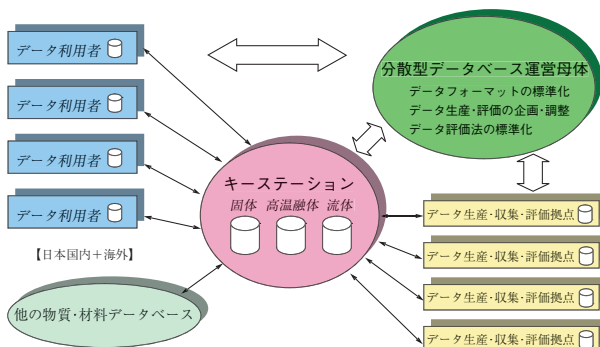 データ利用者
データ利用者
データ利用者
データ利用者
【日本国内＋海外】
他の物質・材料データベース
キーステーション
固体 高温融体 流体
分散型データベース運営母体
データフォーマットの標準化
データ生産・評価の企画・調整
データ評価法の標準化
データ生産・収集・評価拠点
データ生産・収集・評価拠点
データ生産・収集・評価拠点
データ生産・収集・評価拠点